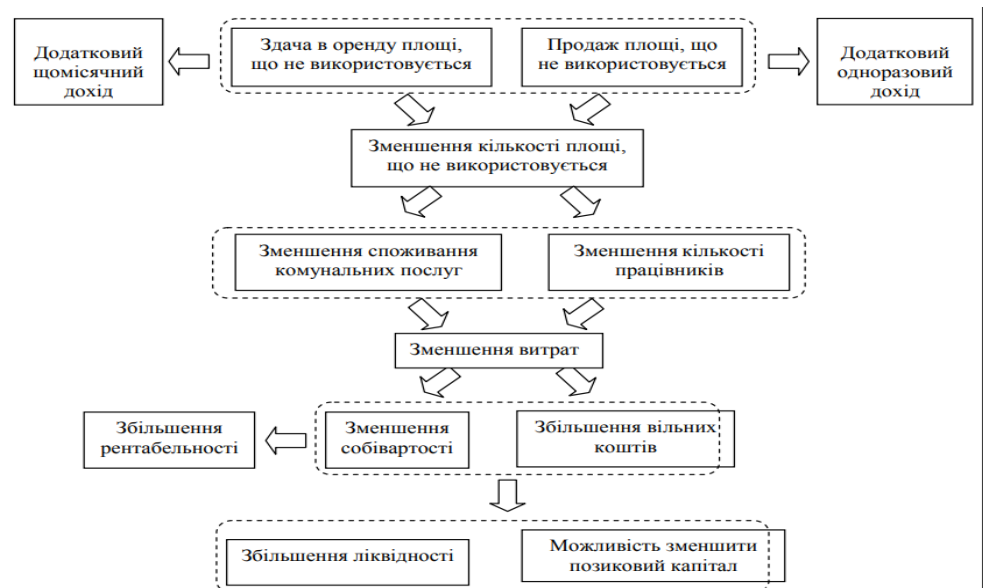 Додатковий
щомісячний
дохід
Здача в оренду площі,
що не використовується
Продаж площі, що
не використовується
Додатковий
одноразовий
дохід
Зменшення кількості площі,
що не використовується
Зменшення споживання
комунальних послуг
Зменшення кількості
працівників
Зменшення витрат
Збільшення
рентабельності
Зменшення
собівартості
Збільшення вільних
коштів
Збільшення ліквідності
Можливість зменшити
позиковий капітал